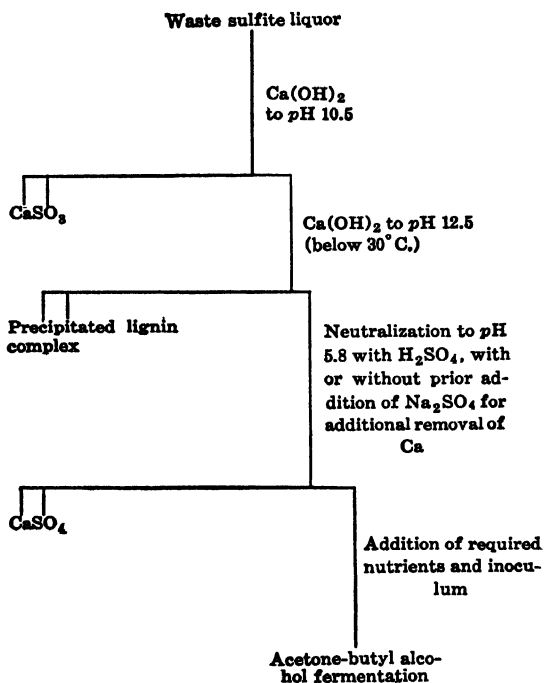 Waste sulfite liquor
Ca(OH)₂
to pH 10.5
CaSO₃
Ca(OH)₂ to pH 12.5
(below 30°C.)
Precipitated lignin
complex
Neutralization to pH
5.8 with H₂SO₄, with
or without prior ad-
dition of Na₂SO₄ for
additional removal of
Ca
CaSO₄
Addition of required
nutrients and inocu-
lum
Acetone-butyl alco-
hol fermentation